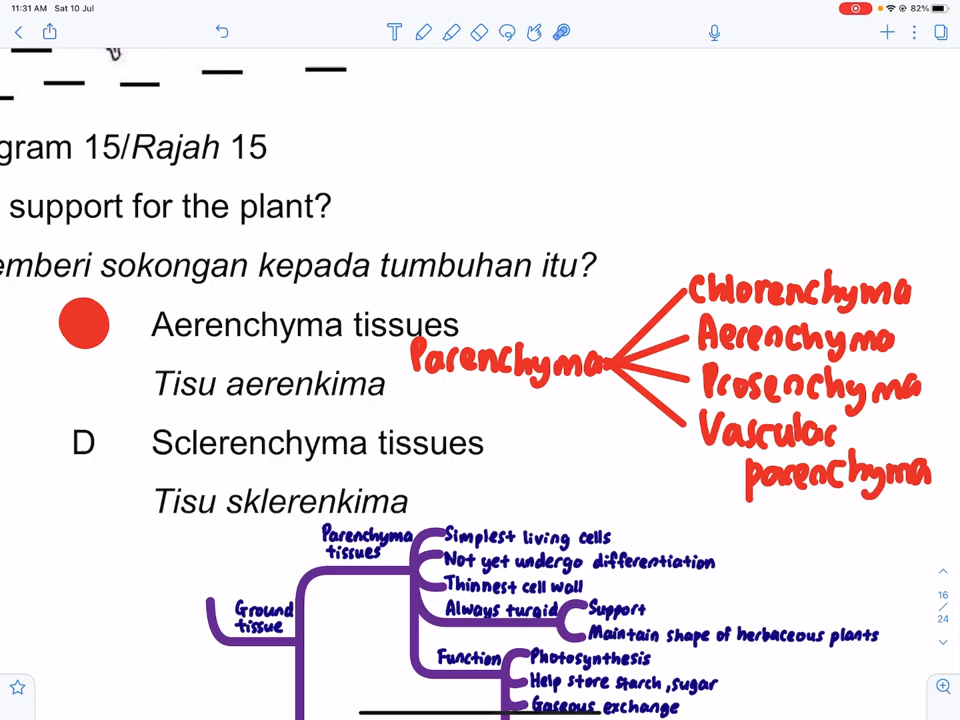 11:31 AM Sat 10 Jul
82%
gram 15/Rajah 15
support for the plant?
emberi sokongan kepada tumbuhan itu?
Aerenchyma tissues
Tisu aerenkima
D Sclerenchyma tissues
Tisu sklerenkima
Parenchyma
Chlorenchyma
Aerenchyma
Prosenchyma
Vascular
parenchyma
Ground
tissue
Parenchyma
tissues
Simplest living cells
Not yet undergo differentiation
Thinnest cell wall
Always turgid
Support
Maintain shape of herbaceous plants
Function
Photosynthesis
Help store starch, sugar
Gaseous exchange
16
/
24